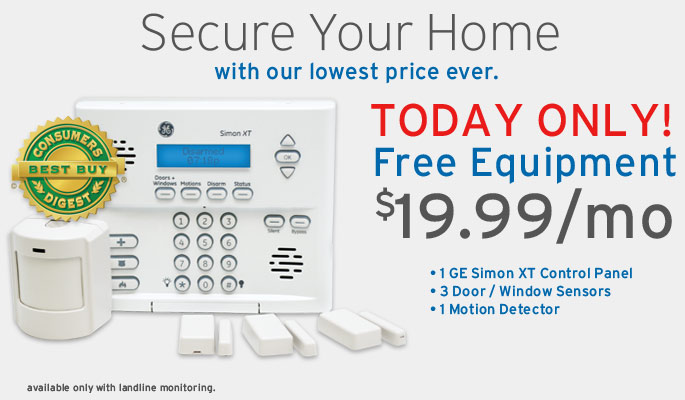 Secure Your Home
with our lowest price ever.
TODAY ONLY!
Free Equipment
$19.99/mo
• 1 GE Simon XT Control Panel
• 3 Door / Window Sensors
• 1 Motion Detector
CONSUMERS
BEST BUY
DIGEST
GE
Simon XT
Disarmed
OK
Doors + Windows Motions Disarm Status
1 2 3
4 5 6
7 8 9
0
Silent Bypass
available only with landline monitoring.